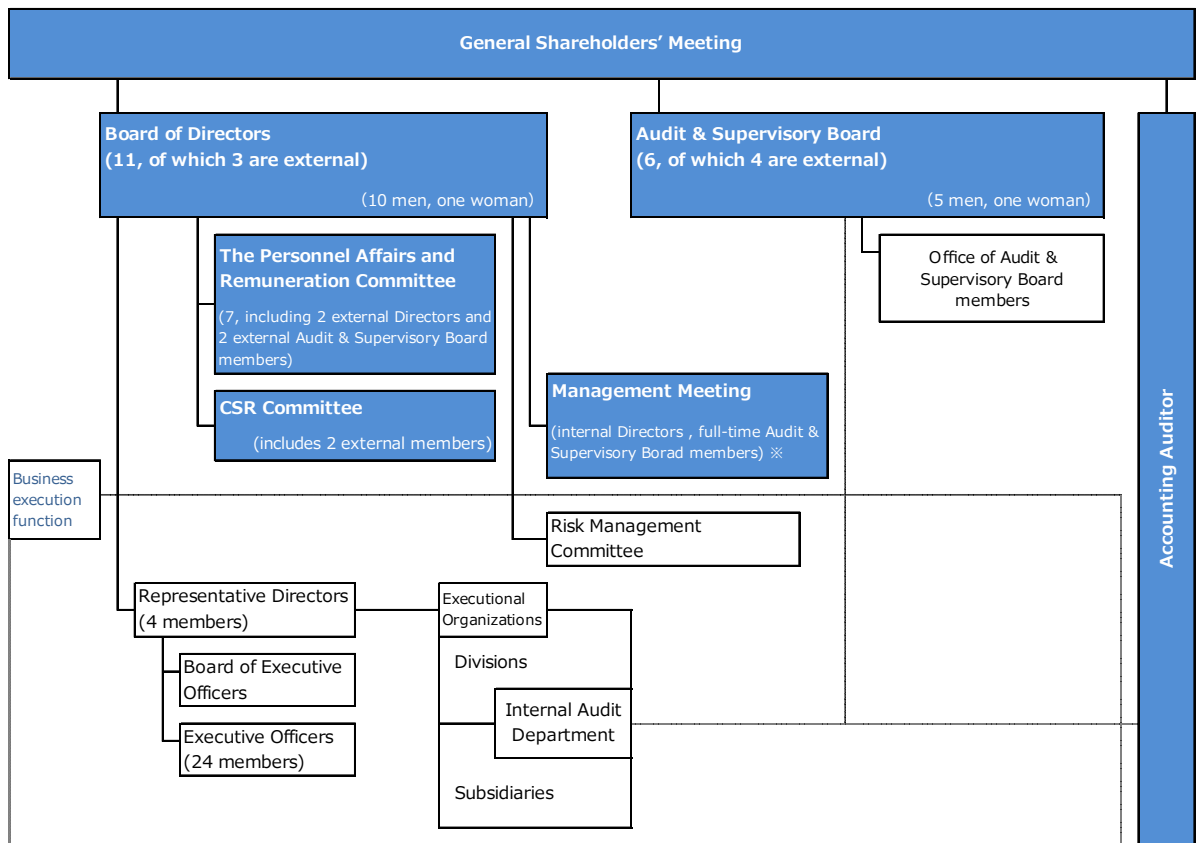 General Shareholders’ Meeting
Board of Directors
(11, of which 3 are external)
(10 men, one woman)
Audit & Supervisory Board
(6, of which 4 are external)
(5 men, one woman)
The Personnel Affairs and
Remuneration Committee
(7, including 2 external Directors and
2 external Audit & Supervisory Board
members)
Office of Audit &
Supervisory Board
members
CSR Committee
(includes 2 external members)
Management Meeting
(internal Directors , full-time Audit &
Supervisory Borad members) ※
Accounting Auditor
Business
execution
function
Risk Management
Committee
Representative Directors
(4 members)
Executional
Organizations
Board of Executive
Officers
Divisions
Internal Audit
Department
Executive Officers
(24 members)
Subsidiaries